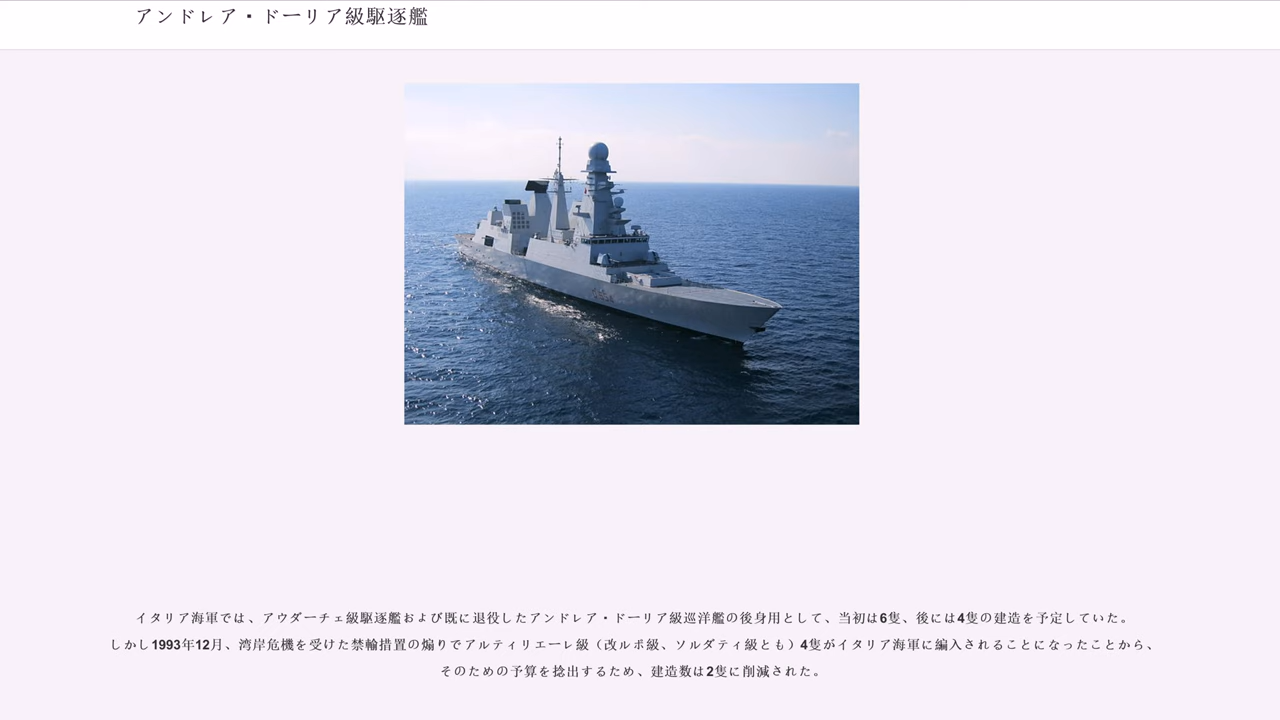 アンドレア・ドーリア級駆逐艦
イタリア海軍では、アウダーチェ級駆逐艦および既に退役したアンドレア・ドーリア級巡洋艦の後身用として、当初は6隻、後には4隻の建造を予定していた。
しかし1993年12月、湾岸危機を受けた禁輸措置の煽りでアルティリエーレ級（改ルポ級、ソルダティ級とも）4隻がイタリア海軍に編入されることになったことから、
そのための予算を捻出するため、建造数は2隻に削減された。